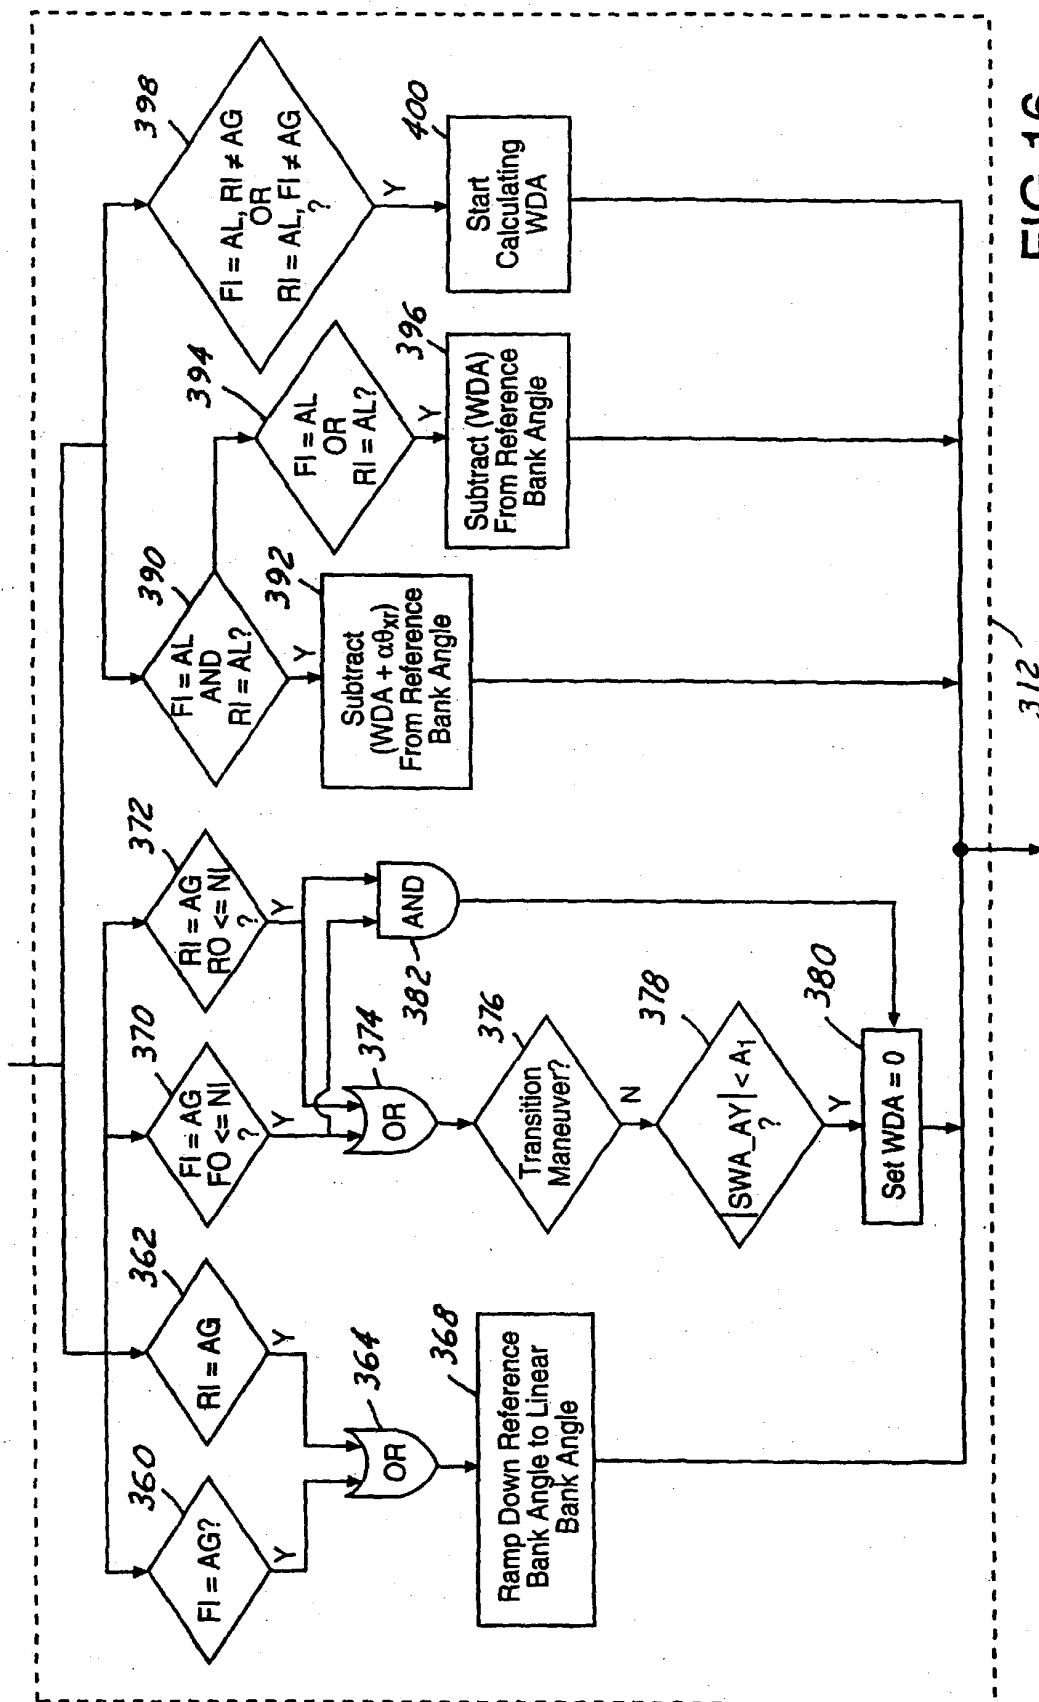 398
FI = AL, RI ≠ AG
OR
RI = AL, FI ≠ AG
?
Y
400
Start
Calculating
WDA
394
FI = AL
OR
RI = AL?
Y
396
Subtract (WDA)
From Reference
Bank Angle
390
FI = AL
AND
RI = AL?
Y
392
Subtract
(WDA + αθxr)
From Reference
Bank Angle
372
RI = AG
RO <= NI
?
Y
AND
382
370
FI = AG
FO <= NI
?
Y
374
OR
376
Transition
Maneuver?
N
378
|SWA_AY| < A1
?
Y
380
Set WDA = 0
362
RI = AG
Y
360
FI = AG?
Y
364
OR
368
Ramp Down Reference
Bank Angle to Linear
Bank Angle
312
FIG. 16